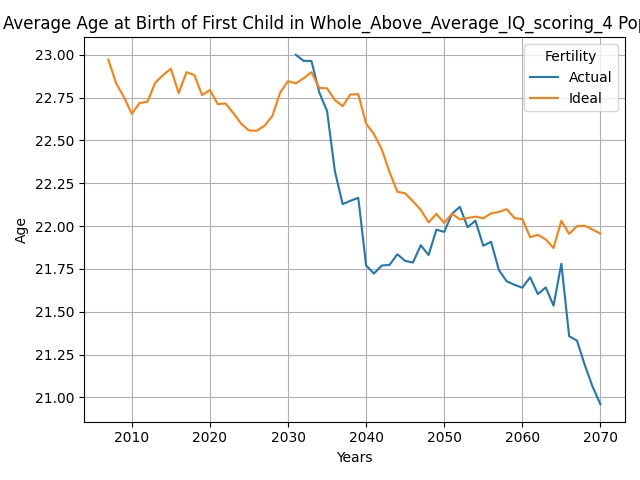 Average Age at Birth of First Child in Whole_Above_Average_IQ_scoring_4
Fertility
Actual
Ideal
23.00
22.75
22.50
22.25
22.00
21.75
21.50
21.25
21.00
Age
2010 2020 2030 2040 2050 2060 2070
Years